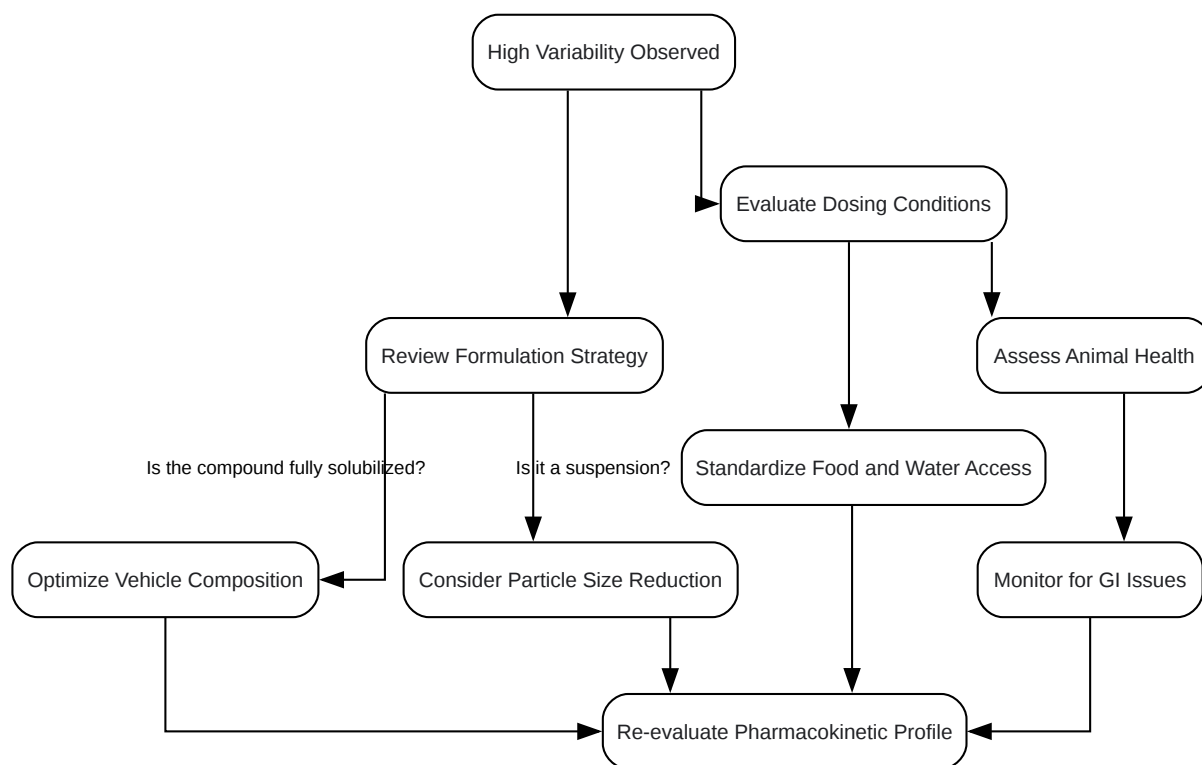 High Variability Observed
Evaluate Dosing Conditions
Review Formulation Strategy
Assess Animal Health
Is the compound fully solubilized?
Is it a suspension?
Standardize Food and Water Access
Optimize Vehicle Composition
Consider Particle Size Reduction
Monitor for GI Issues
Re-evaluate Pharmacokinetic Profile